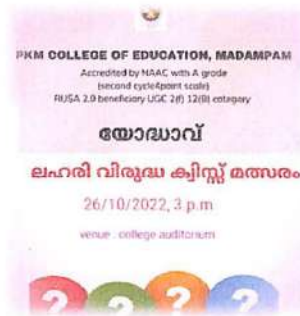 PKM COLLEGE OF EDUCATION, MADAMPAM
Accredited by NAAC with A grade
(second cycle4point scale)
RUSA 2.0 beneficiary UGC 2(f) 12(B) category
യോദ്ധാവ്
ലഹരി വിരുദ്ധ ക്വിസ്സ് മത്സരം
26/10/2022, 3 p.m
venue : college auditorium
? ? ? ?